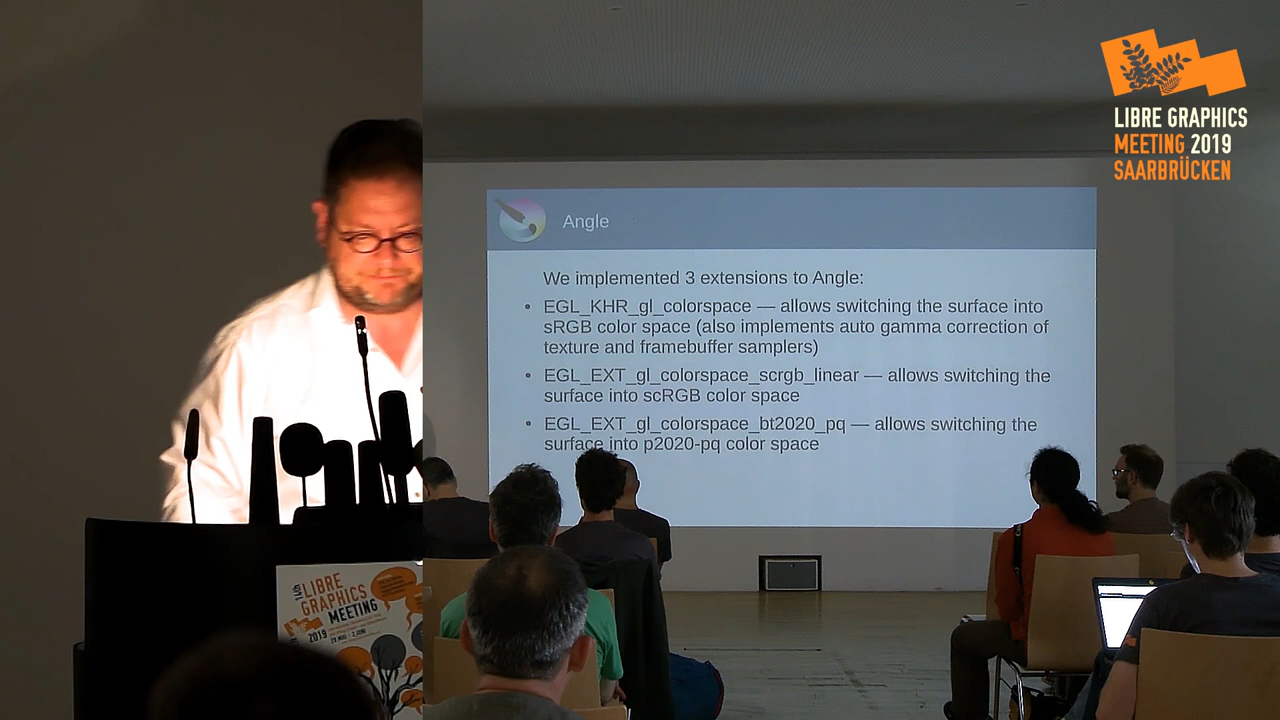 LIBRE GRAPHICS
MEETING 2019
SAARBRÜCKEN
Angle
We implemented 3 extensions to Angle:
• EGL_KHR_gl_colorspace — allows switching the surface into
sRGB color space (also implements auto gamma correction of
texture and framebuffer samplers)
• EGL_EXT_gl_colorspace_scrgb_linear — allows switching the
surface into scRGB color space
• EGL_EXT_gl_colorspace_bt2020_pq — allows switching the
surface into p2020-pq color space
LIBRE
GRAPHICS
MEETING
2019